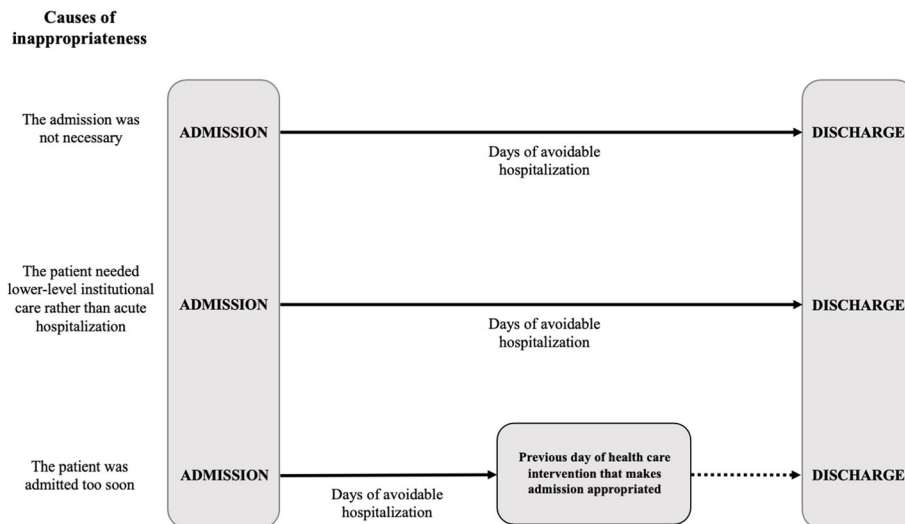 Causes of
inappropriateness
The admission was
not necessary
ADMISSION
Days of avoidable
hospitalization
DISCHARGE
The patient needed
lower-level institutional
care rather than acute
hospitalization
ADMISSION
Days of avoidable
hospitalization
DISCHARGE
The patient was
admitted too soon
ADMISSION
Days of avoidable
hospitalization
Previous day of health care
intervention that makes
admission appropriated
DISCHARGE